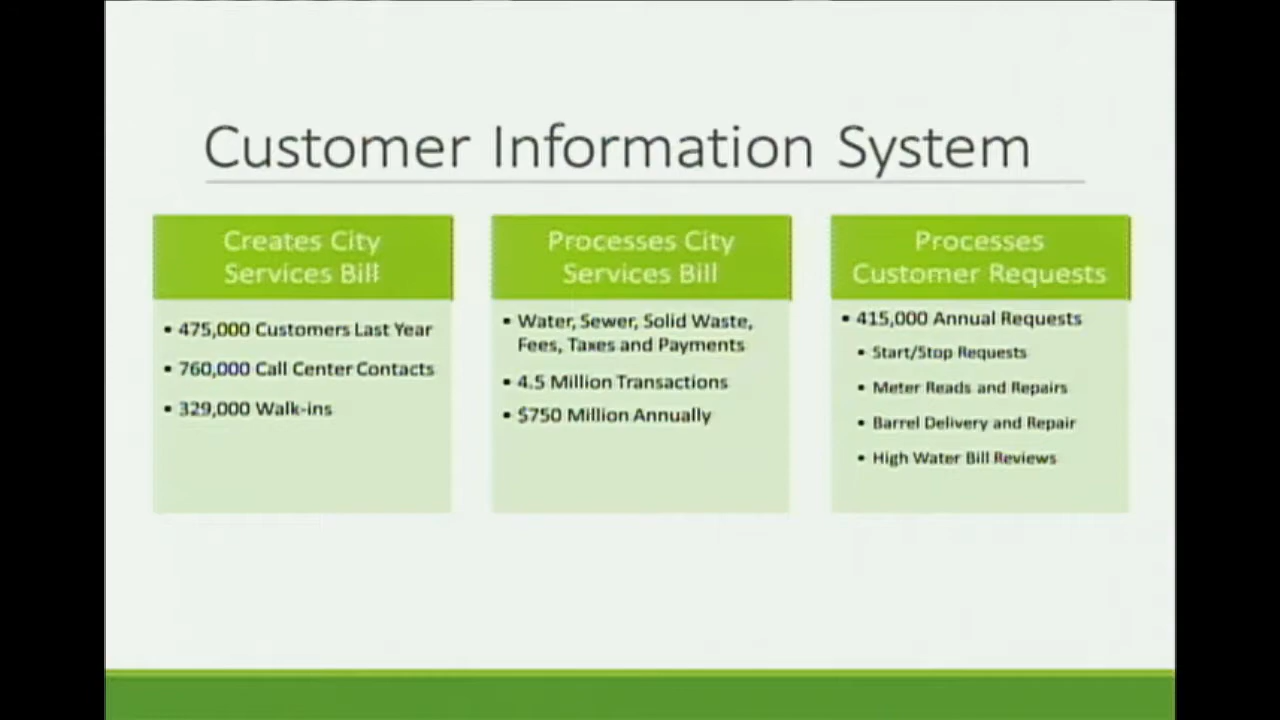 Customer Information System
Creates City
Services Bill
▪ 475,000 Customers Last Year
▪ 760,000 Call Center Contacts
▪ 329,000 Walk-ins
Processes City
Services Bill
▪ Water, Sewer, Solid Waste,
Fees, Taxes and Payments
▪ 4.5 Million Transactions
▪ $750 Million Annually
Processes
Customer Requests
• 415,000 Annual Requests
• Start/Stop Requests
• Meter Reads and Repairs
• Barrel Delivery and Repair
• High Water Bill Reviews